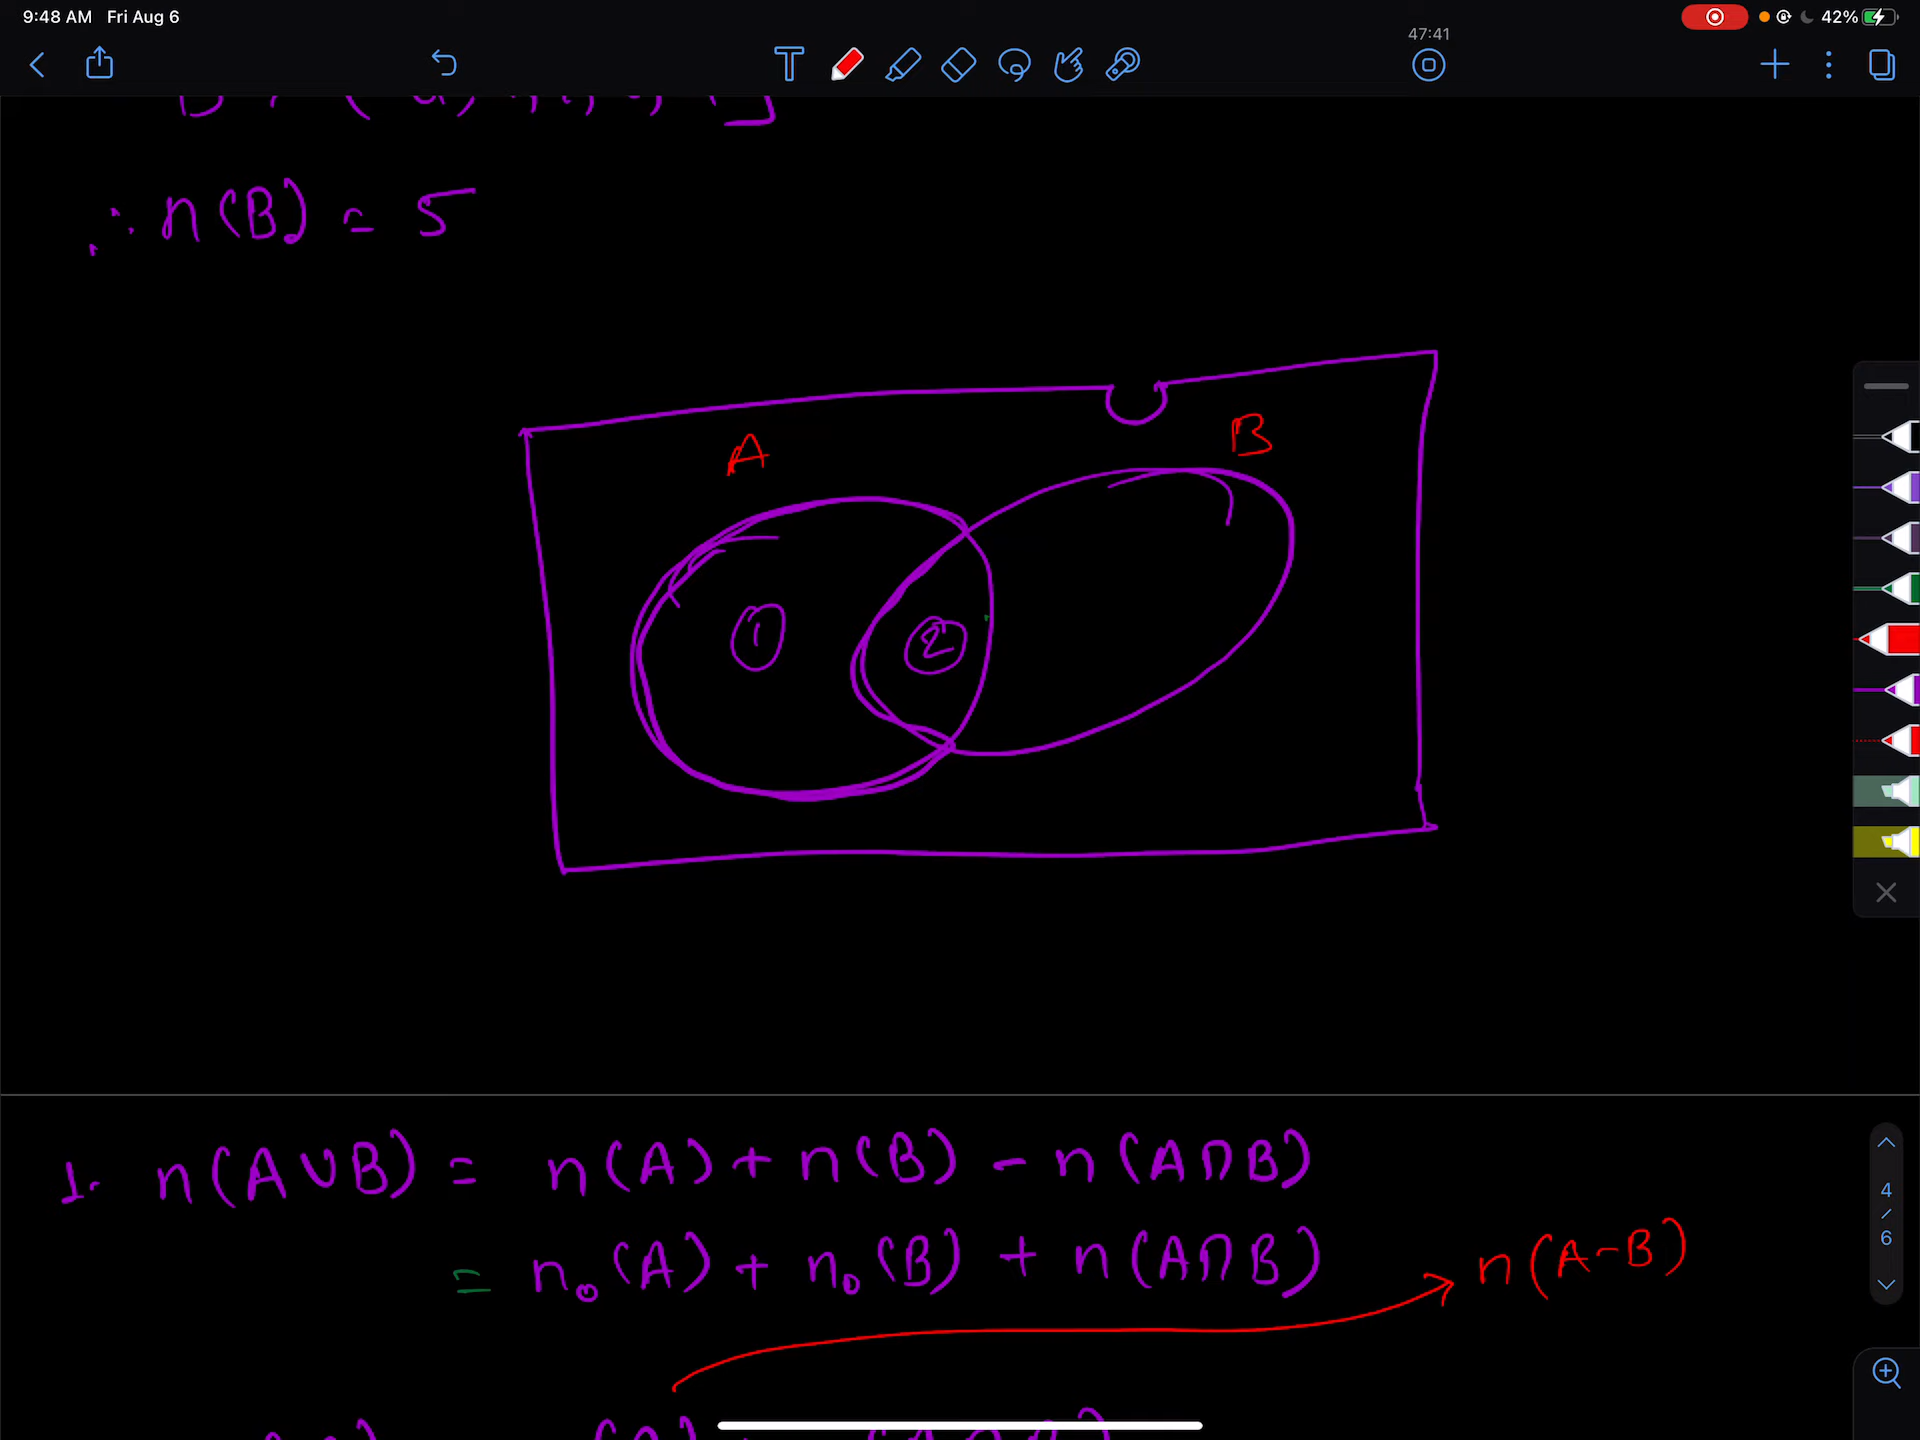 9:48 AM Fri Aug 6
42%
47:41
∴ n(B) = 5
A
B
1
2
1. n(A∪B) = n(A) + n(B) - n(A∩B)
= n₀(A) + n₀(B) + n(A∩B)
n(A-B)
4
/
6